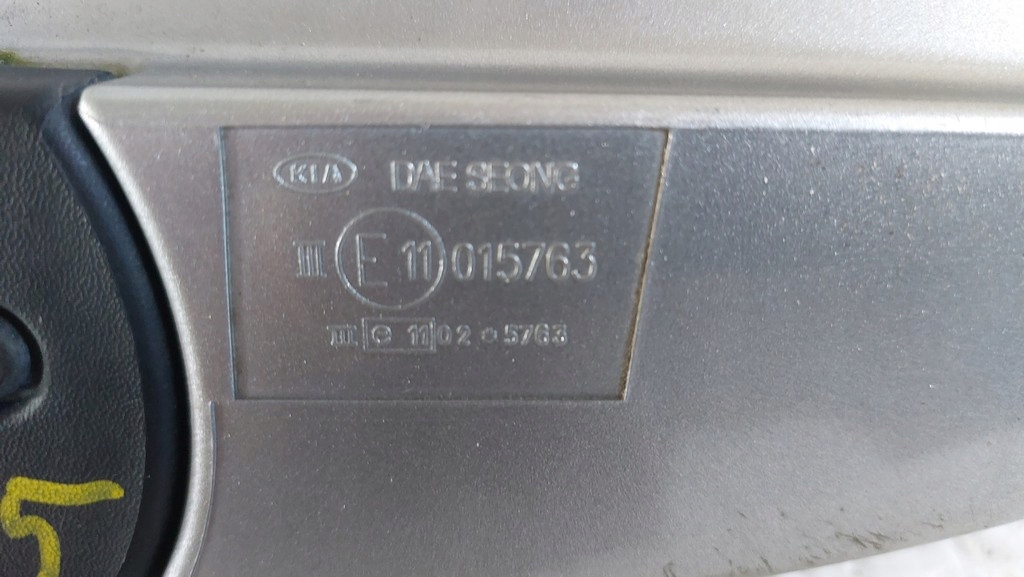 KIA DAE SEONG
III E 11 015763
III e 11 02 * 5763
5